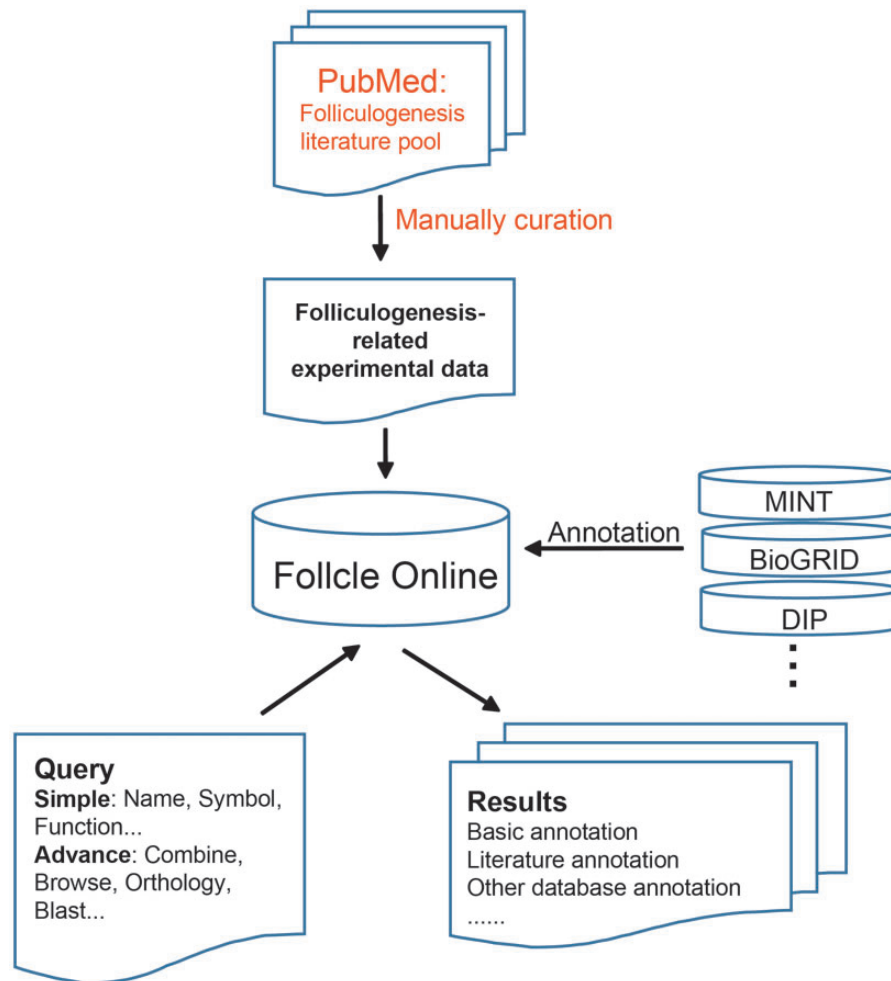 PubMed:
Folliculogenesis
literature pool
Manually curation
Folliculogenesis-
related
experimental data
Follcle Online
Annotation
MINT
BioGRID
DIP
Query
Simple: Name, Symbol,
Function...
Advance: Combine,
Browse, Orthology,
Blast...
Results
Basic annotation
Literature annotation
Other database annotation
......